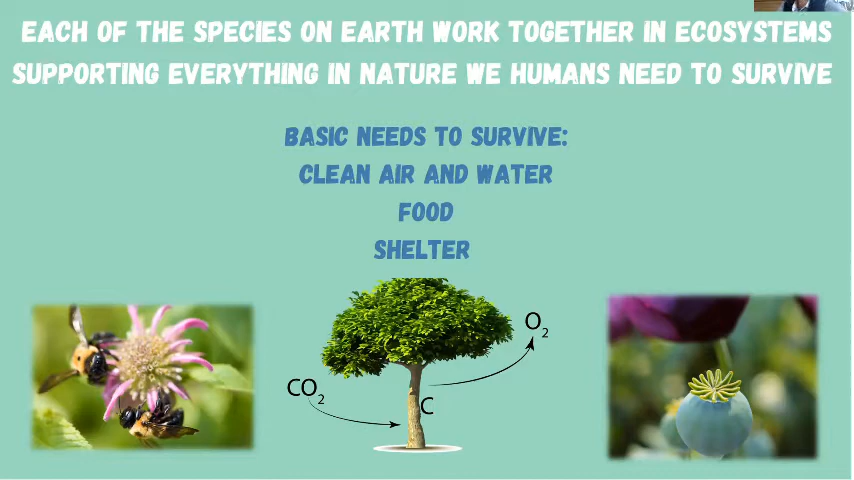 EACH OF THE SPECIES ON EARTH WORK TOGETHER IN ECOSYSTEMS
SUPPORTING EVERYTHING IN NATURE WE HUMANS NEED TO SURVIVE
BASIC NEEDS TO SURVIVE:
CLEAN AIR AND WATER
FOOD
SHELTER
O₂
CO₂
C